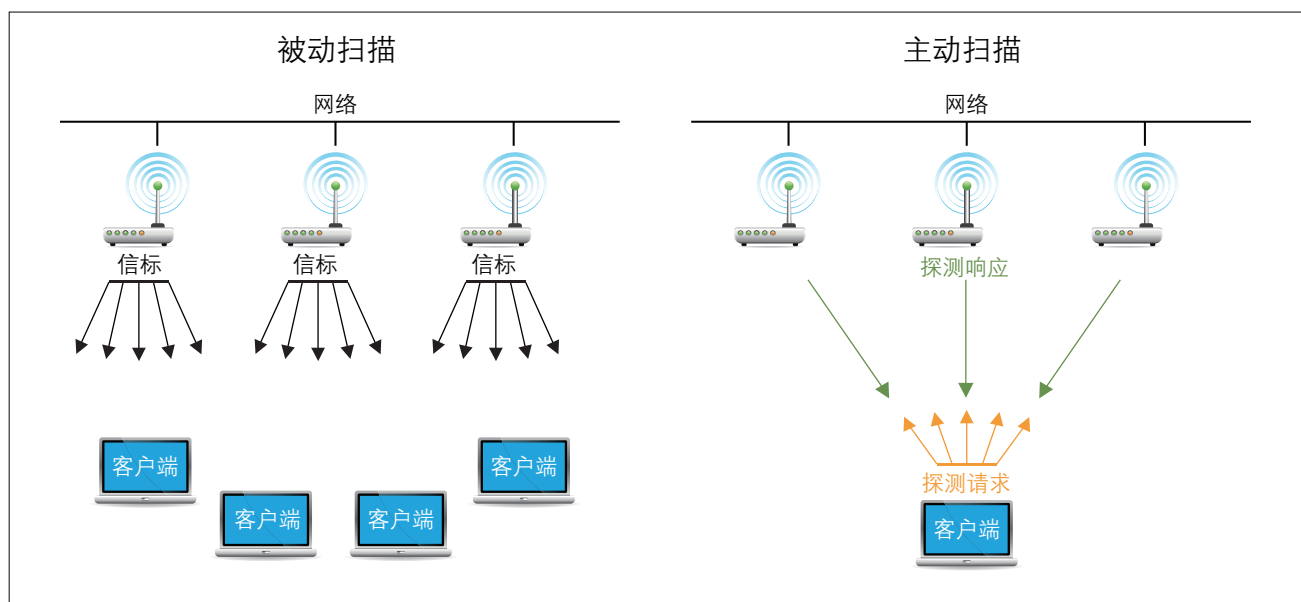 被动扫描
网络
信标
信标
信标
客户端
客户端
客户端
客户端
主动扫描
网络
探测响应
探测请求
客户端